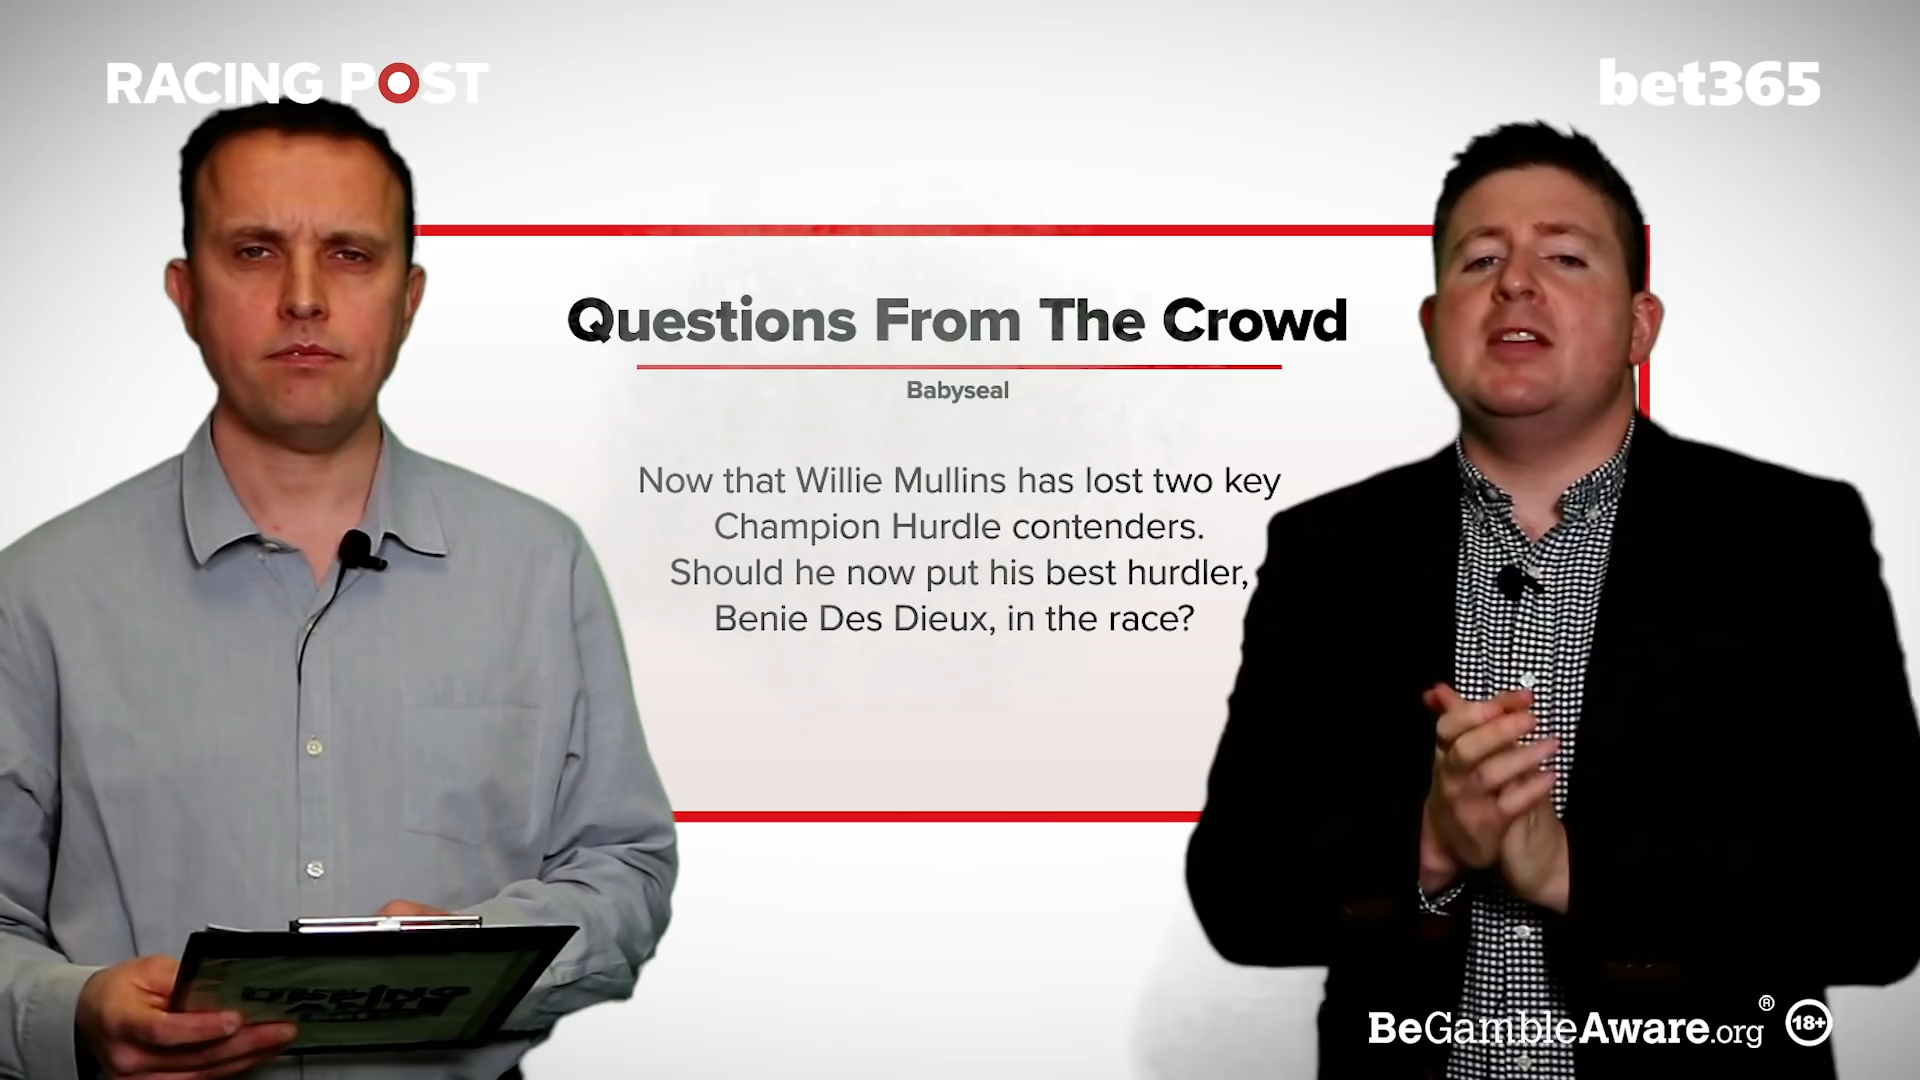 RACING POST
bet365
Questions From The Crowd
Babyseal
Now that Willie Mullins has lost two key
Champion Hurdle contenders.
Should he now put his best hurdler,
Benie Des Dieux, in the race?
BeGambleAware.org®
18+